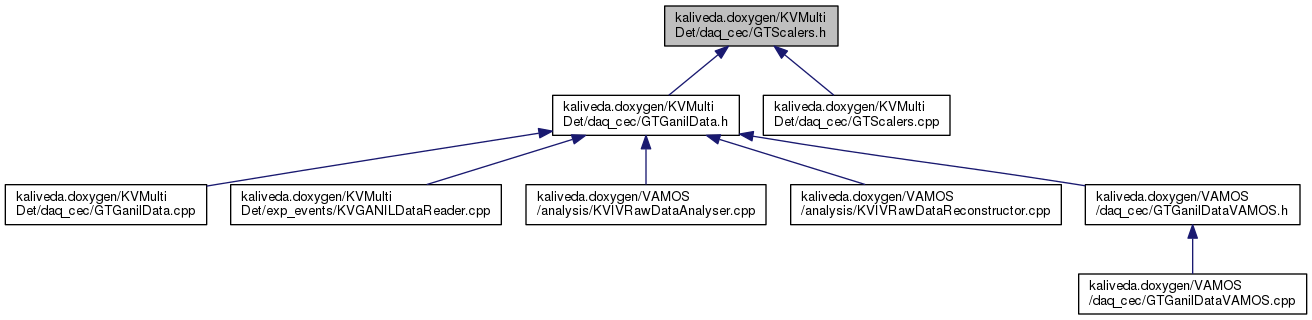 kaliveda.doxygen/KVMulti
Det/daq_cec/GTScalers.h
kaliveda.doxygen/KVMulti
Det/daq_cec/GTGanilData.h
kaliveda.doxygen/KVMulti
Det/daq_cec/GTScalers.cpp
kaliveda.doxygen/KVMulti
Det/daq_cec/GTGanilData.cpp
kaliveda.doxygen/KVMulti
Det/exp_events/KVGANILDataReader.cpp
kaliveda.doxygen/VAMOS
/analysis/KVIVRawDataAnalyser.cpp
kaliveda.doxygen/VAMOS
/analysis/KVIVRawDataReconstructor.cpp
kaliveda.doxygen/VAMOS
/daq_cec/GTGanilDataVAMOS.h
kaliveda.doxygen/VAMOS
/daq_cec/GTGanilDataVAMOS.cpp